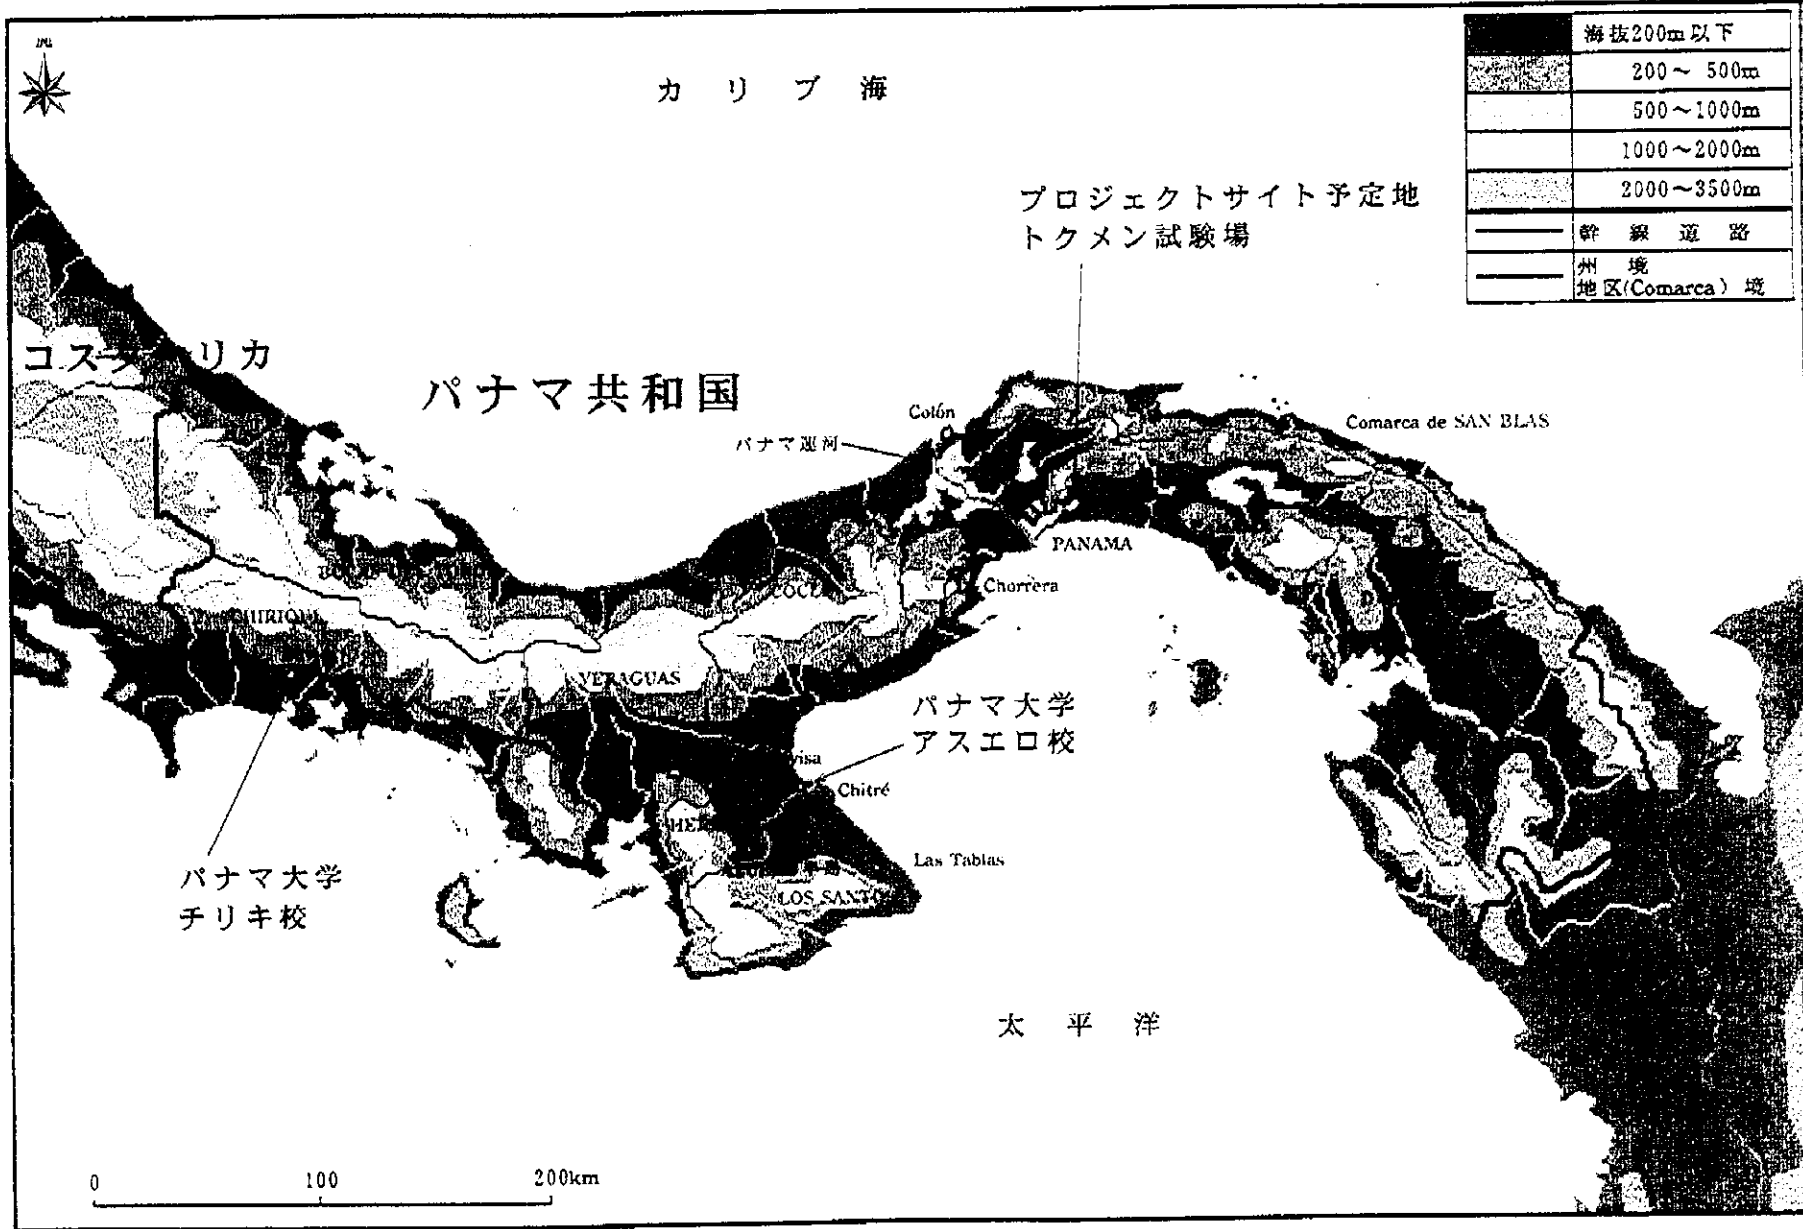 カリブ海
海抜200m以下
200～ 500m
500～1000m
1000～2000m
2000～3500m
幹線道路
州境
地区(Comarca)境
プロジェクトサイト予定地
トクメン試験場
パナマ共和国
Colón
パナマ運河
Comarca de SAN BLAS
PANAMA
Chorrera
VERAGUAS
パナマ大学
アスエロ校
Chitré
Las Tablas
パナマ大学
チリキ校
太平洋
0
100
200km